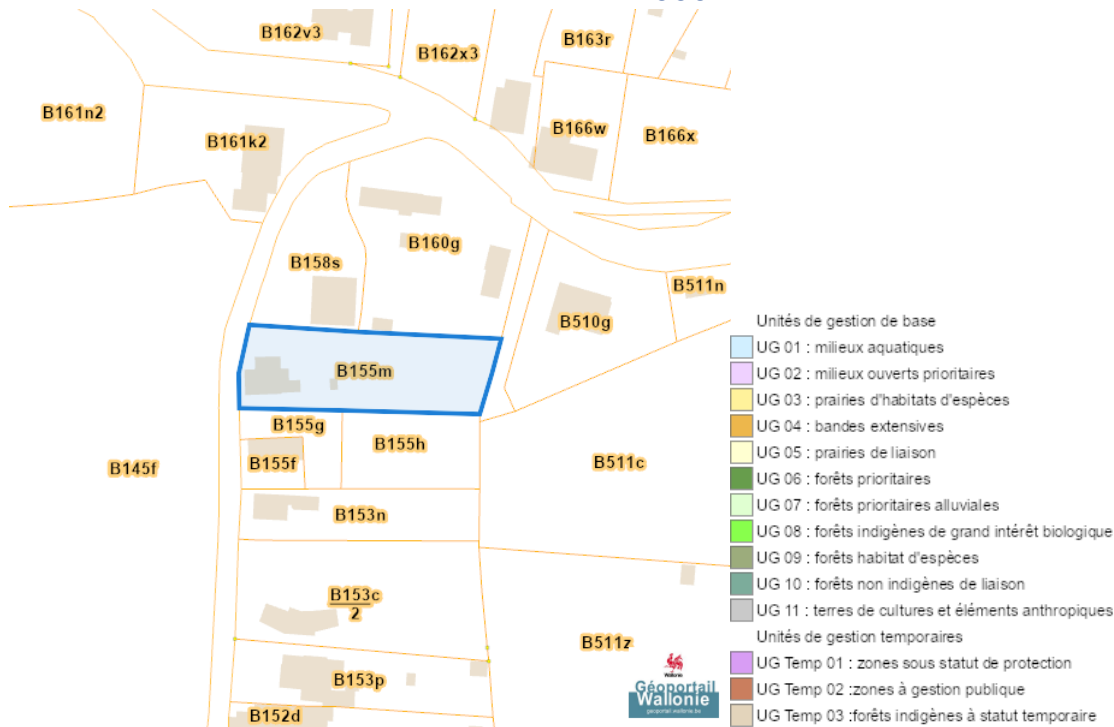 B162v3
B162x3
B163r
B161n2
B161k2
B166w
B166x
B160g
B158s
B511n
B510g
B155m
B155g
B155h
B155f
B145f
B511c
B153n
B153c
2
B511z
B153p
B152d
Wallonie
Géoportail
Wallonie
geoportail.wallonie.be
Unités de gestion de base
UG 01 : milieux aquatiques
UG 02 : milieux ouverts prioritaires
UG 03 : prairies d'habitats d'espèces
UG 04 : bandes extensives
UG 05 : prairies de liaison
UG 06 : forêts prioritaires
UG 07 : forêts prioritaires alluviales
UG 08 : forêts indigènes de grand intérêt biologique
UG 09 : forêts habitat d'espèces
UG 10 : forêts non indigènes de liaison
UG 11 : terres de cultures et éléments anthropiques
Unités de gestion temporaires
UG Temp 01 : zones sous statut de protection
UG Temp 02 :zones à gestion publique
UG Temp 03 :forêts indigènes à statut temporaire